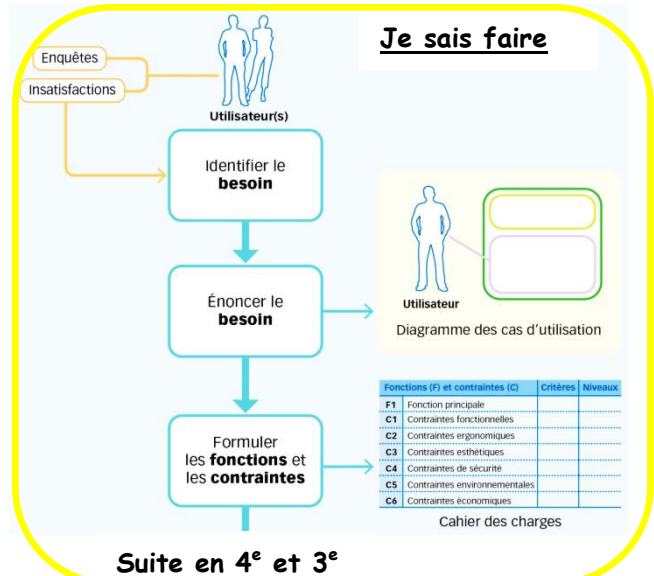 Je sais faire
Enquêtes
Insatisfactions
Utilisateur(s)
Identifier le
besoin
Énoncer le
besoin
Utilisateur
Diagramme des cas d'utilisation
Formuler
les fonctions et
les contraintes
Fonctions (F) et contraintes (C) Critères Niveaux
F1 Fonction principale
C1 Contraintes fonctionnelles
C2 Contraintes ergonomiques
C3 Contraintes esthétiques
C4 Contraintes de sécurité
C5 Contraintes environnementales
C6 Contraintes économiques
Cahier des charges
Suite en 4e et 3e